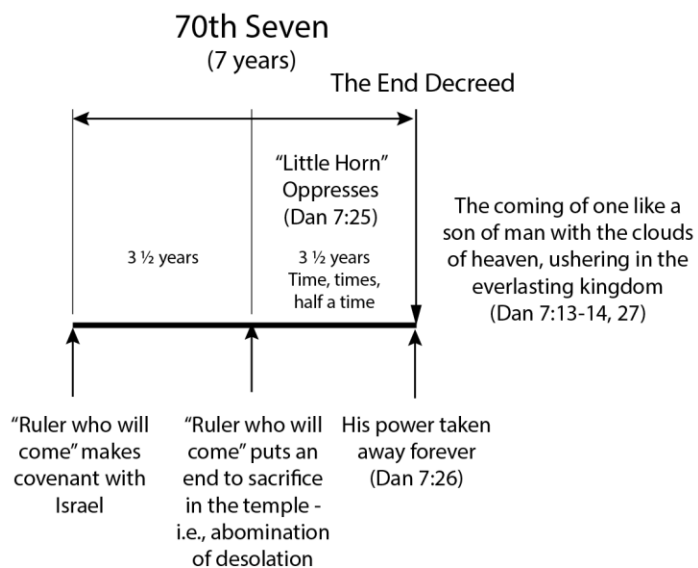 70th Seven
(7 years)
The End Decreed
“Little Horn”
Oppresses
(Dan 7:25)
3 ½ years
3 ½ years
Time, times,
half a time
The coming of one like a
son of man with the clouds
of heaven, ushering in the
everlasting kingdom
(Dan 7:13-14, 27)
“Ruler who will
come” makes
covenant with
Israel
“Ruler who will
come” puts an
end to sacrifice
in the temple -
i.e., abomination
of desolation
His power taken
away forever
(Dan 7:26)